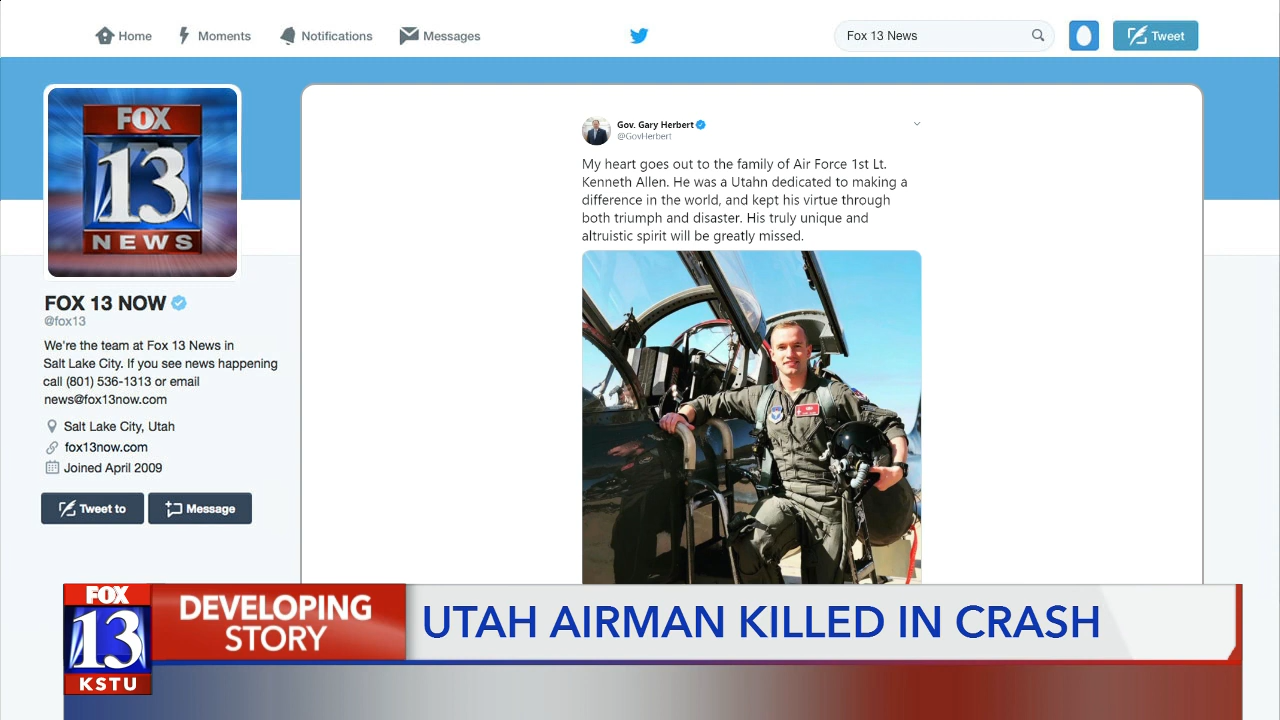 Home
Moments
Notifications
Messages
Fox 13 News
Tweet
FOX
13
NEWS
FOX 13 NOW
@fox13
We're the team at Fox 13 News in
Salt Lake City. If you see news happening
call (801) 536-1313 or email
news@fox13now.com
Salt Lake City, Utah
fox13now.com
Joined April 2009
Tweet to
Message
Gov. Gary Herbert
@GovHerbert
My heart goes out to the family of Air Force 1st Lt.
Kenneth Allen. He was a Utahn dedicated to making a
difference in the world, and kept his virtue through
both triumph and disaster. His truly unique and
altruistic spirit will be greatly missed.
FOX
13
KSTU
DEVELOPING
STORY
UTAH AIRMAN KILLED IN CRASH